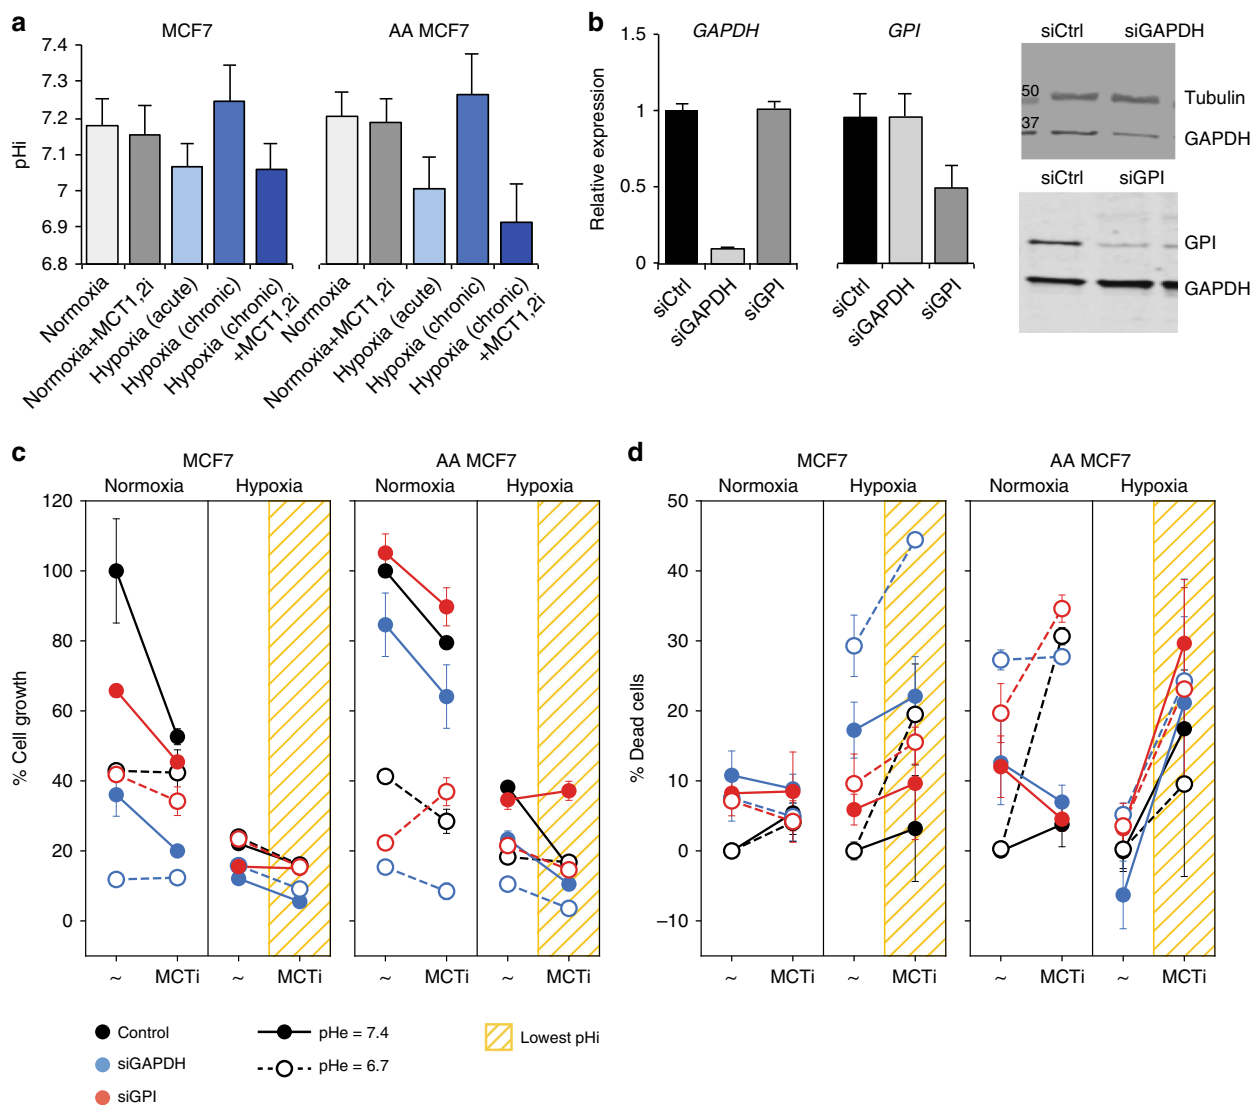 a
MCF7
AA MCF7
pHi
7.4
7.3
7.2
7.1
7
6.9
6.8
Normoxia
Normoxia+MCT1,2i
Hypoxia (acute)
Hypoxia (chronic)
Hypoxia (chronic)
+MCT1,2i
Normoxia
Normoxia+MCT1,2i
Hypoxia (acute)
Hypoxia (chronic)
Hypoxia (chronic)
+MCT1,2i
b
GAPDH
GPI
Relative expression
1.5
1
0.5
0
siCtrl
siGAPDH
siGPI
siCtrl
siGAPDH
siGPI
siCtrl
siGAPDH
50
37
Tubulin
GAPDH
siCtrl
siGPI
GPI
GAPDH
c
MCF7
AA MCF7
Normoxia
Hypoxia
Normoxia
Hypoxia
% Cell growth
120
100
80
60
40
20
0
~
MCTi
~
MCTi
~
MCTi
~
MCTi
d
MCF7
AA MCF7
Normoxia
Hypoxia
Normoxia
Hypoxia
% Dead cells
50
40
30
20
10
0
−10
~
MCTi
~
MCTi
~
MCTi
~
MCTi
Control
siGAPDH
siGPI
pHe = 7.4
pHe = 6.7
Lowest pHi